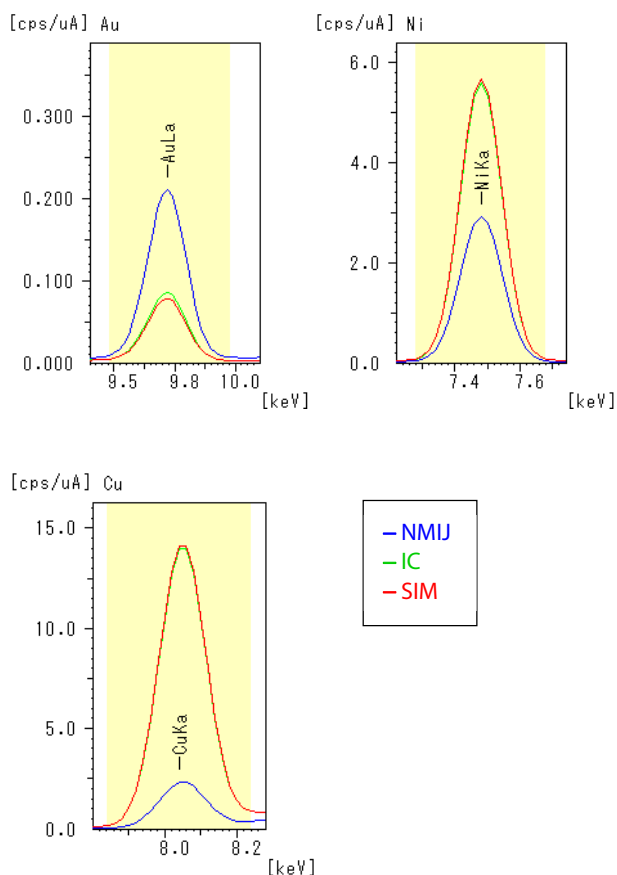 [cps/uA] Au
0.300
0.200
0.100
0.000
AuLa
9.5 9.8 10.0
[keV]
[cps/uA] Ni
6.0
4.0
2.0
0.0
NiKa
7.4 7.6
[keV]
[cps/uA] Cu
15.0
10.0
5.0
0.0
CuKa
8.0 8.2
[keV]
NMIJ
IC
SIM